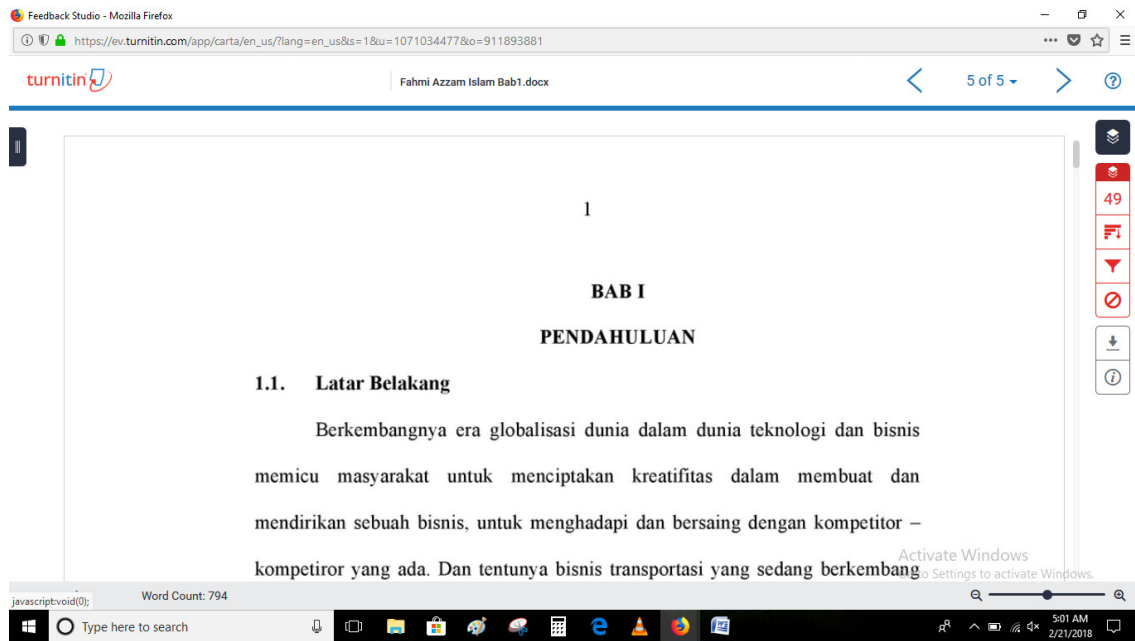 Feedback Studio - Mozilla Firefox
https://ev.turnitin.com/app/carta/en_us/?lang=en_us&s=1&u=1071034477&o=911893881
turnitin
Fahmi Azzam Islam Bab1.docx
5 of 5
49
1
BAB I
PENDAHULUAN
1.1. Latar Belakang
Berkembangnya era globalisasi dunia dalam dunia teknologi dan bisnis
memicu masyarakat untuk menciptakan kreatifitas dalam membuat dan
mendirikan sebuah bisnis, untuk menghadapi dan bersaing dengan kompetitor –
kompetiror yang ada. Dan tentunya bisnis transportasi yang sedang berkembang
Activate Windows
to Settings to activate Windows.
javascript:void(0);
Word Count: 794
Type here to search
5:01 AM
2/21/2018